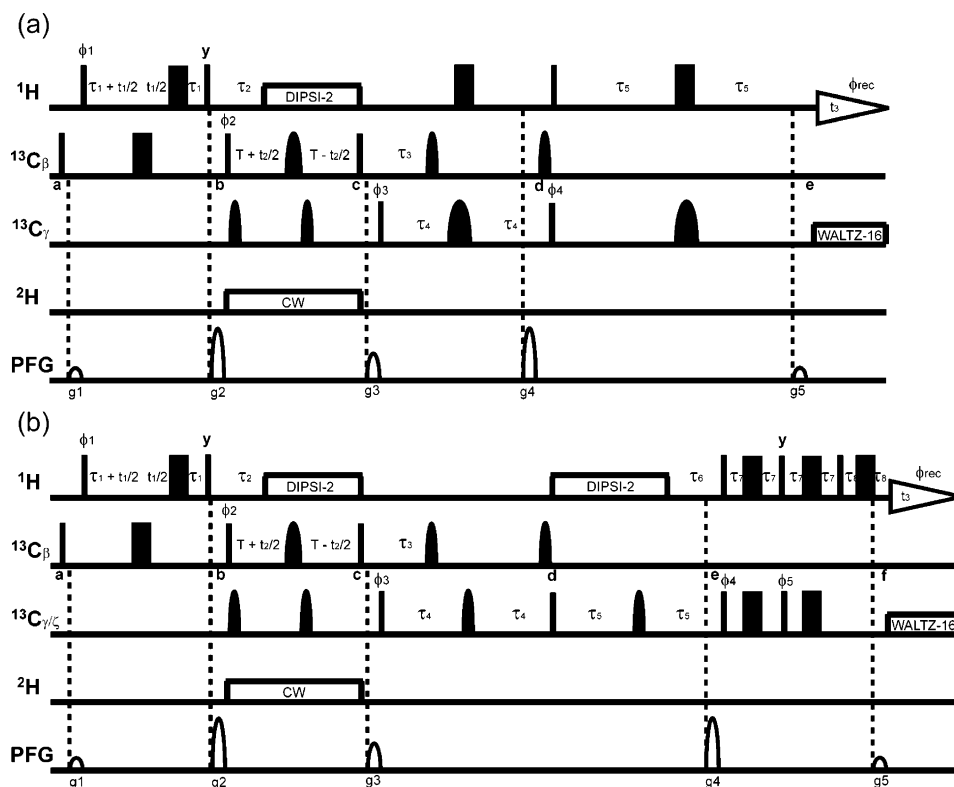 (a)
ϕ1 y
¹H τ₁ + t₁/2 t₁/2 τ₁ τ₂ DIPSI-2 τ₅ τ₅ ϕrec t₃
ϕ2
¹³Cβ T + t₂/2 T - t₂/2 τ₃
a b c d e
ϕ3 ϕ4
¹³Cγ τ₄ τ₄ WALTZ-16
²H CW
PFG
g1 g2 g3 g4 g5
(b)
ϕ1 y y
¹H τ₁ + t₁/2 t₁/2 τ₁ τ₂ DIPSI-2 DIPSI-2 τ₆ τ₇ τ₇ τ₇ τ₇ τ₈ τ₈ ϕrec t₃
ϕ2
¹³Cβ T + t₂/2 T - t₂/2 τ₃
a b c d e f
ϕ3 ϕ4 ϕ5
¹³Cγ/ζ τ₄ τ₄ τ₅ τ₅ WALTZ-16
²H CW
PFG
g1 g2 g3 g4 g5